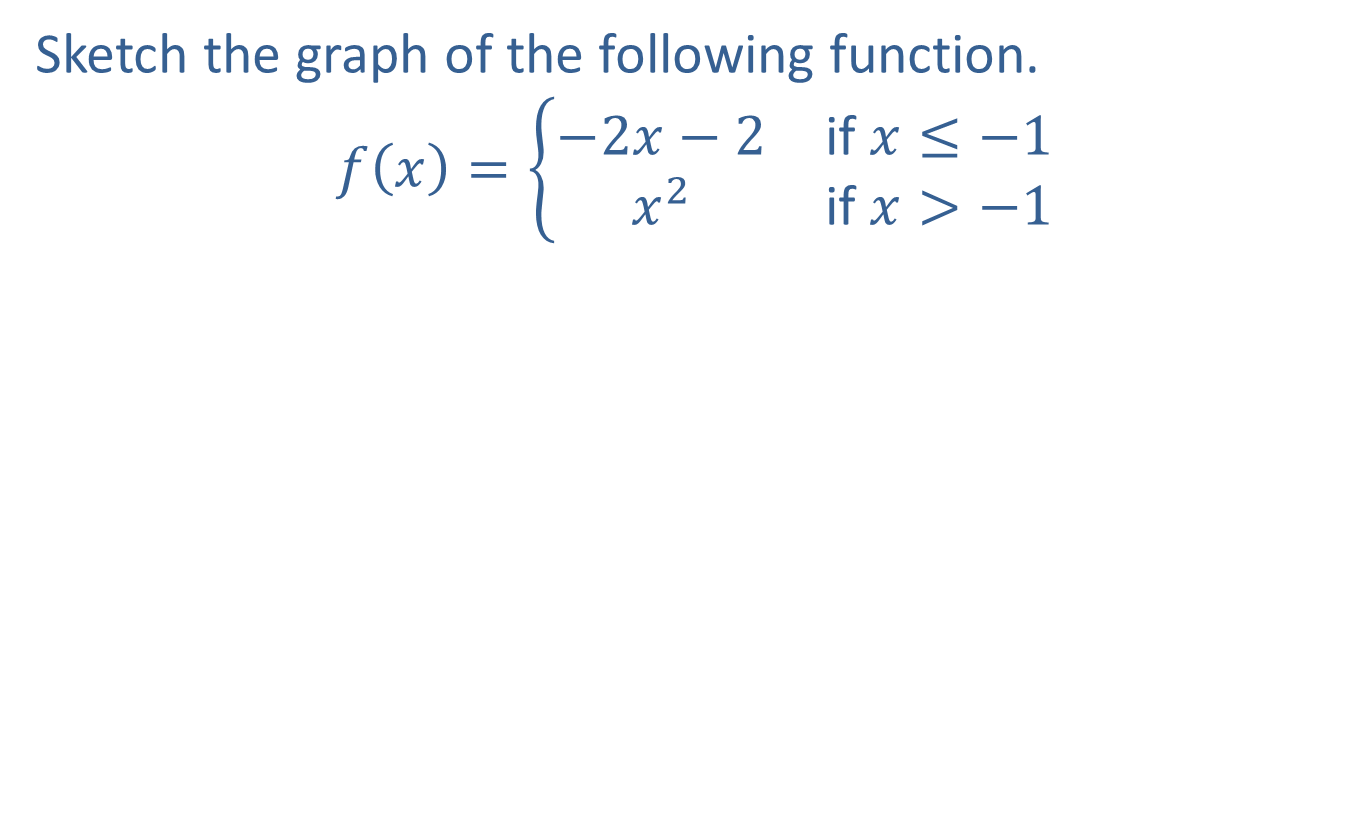 Sketch the graph of the following function.
f(x) = { −2x − 2 if x ≤ −1
x² if x > −1